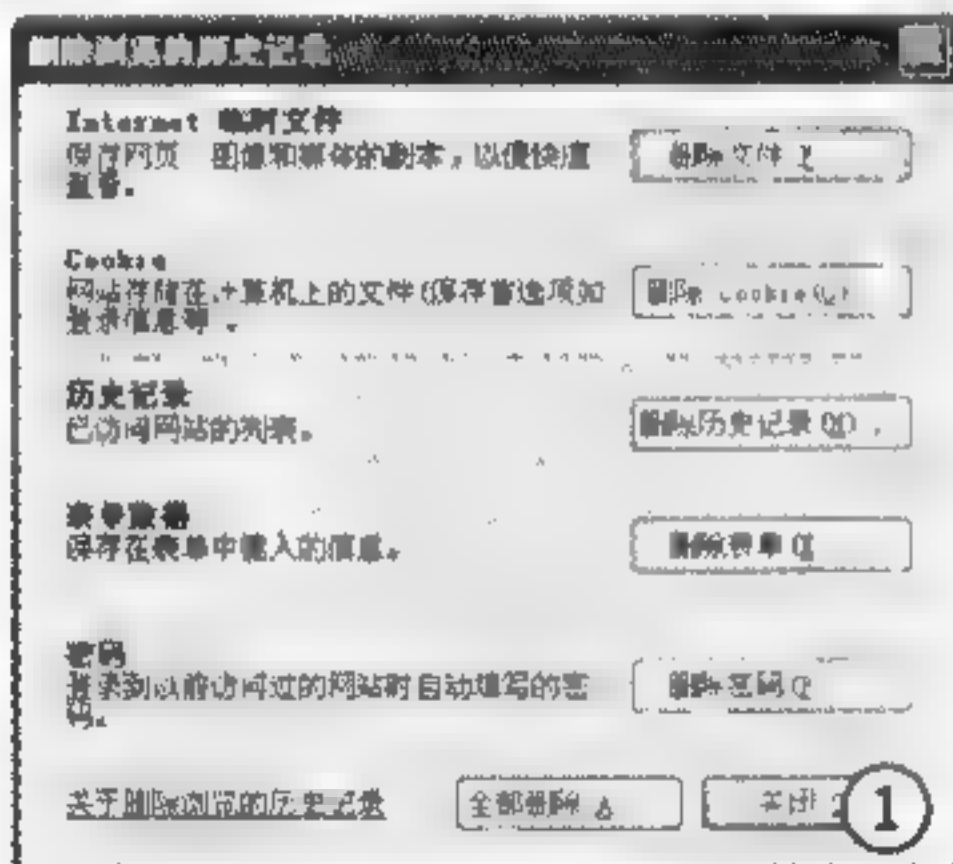 删除浏览的历史记录
Internet 临时文件
保存网页 图像和媒体的副本，以便快速
查看。
删除文件
Cookie
网站存储在计算机上的文件(保存首选项如
登录信息等 。
删除 cookie(O)
历史记录
已访问网站的列表。
删除历史记录(H)
表单数据
保存在表单中键入的信息。
删除表单(F
密码
登录到以前访问过的网站时自动填写的密
码。
删除密码(P
关于删除浏览的历史记录
全部删除 A
关闭
1